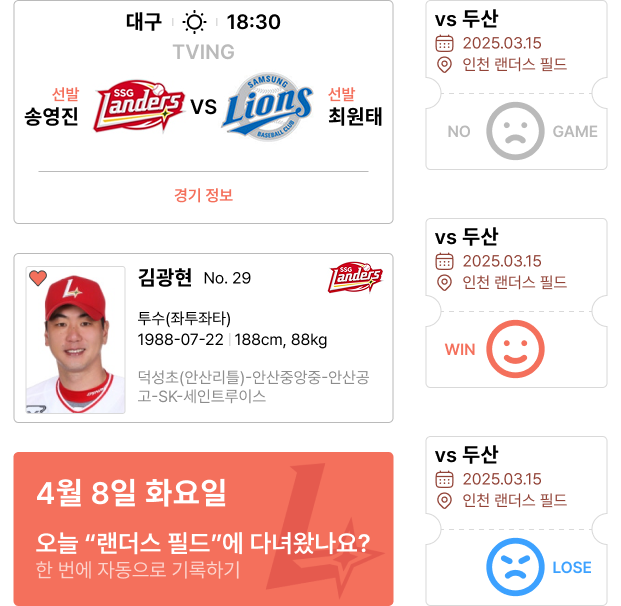 대구 18:30
TVING
선발
송영진
SSG
Landers
VS
SAMSUNG
Lions
BASEBALL CLUB
선발
최원태
경기 정보
김광현 No. 29
SSG
Landers
투수(좌투좌타)
1988-07-22 188cm, 88kg
덕성초(안산리틀)-안산중앙중-안산공
고-SK-세인트루이스
4월 8일 화요일
오늘 “랜더스 필드”에 다녀왔나요?
한 번에 자동으로 기록하기
vs 두산
2025.03.15
인천 랜더스 필드
NO GAME
vs 두산
2025.03.15
인천 랜더스 필드
WIN
vs 두산
2025.03.15
인천 랜더스 필드
LOSE